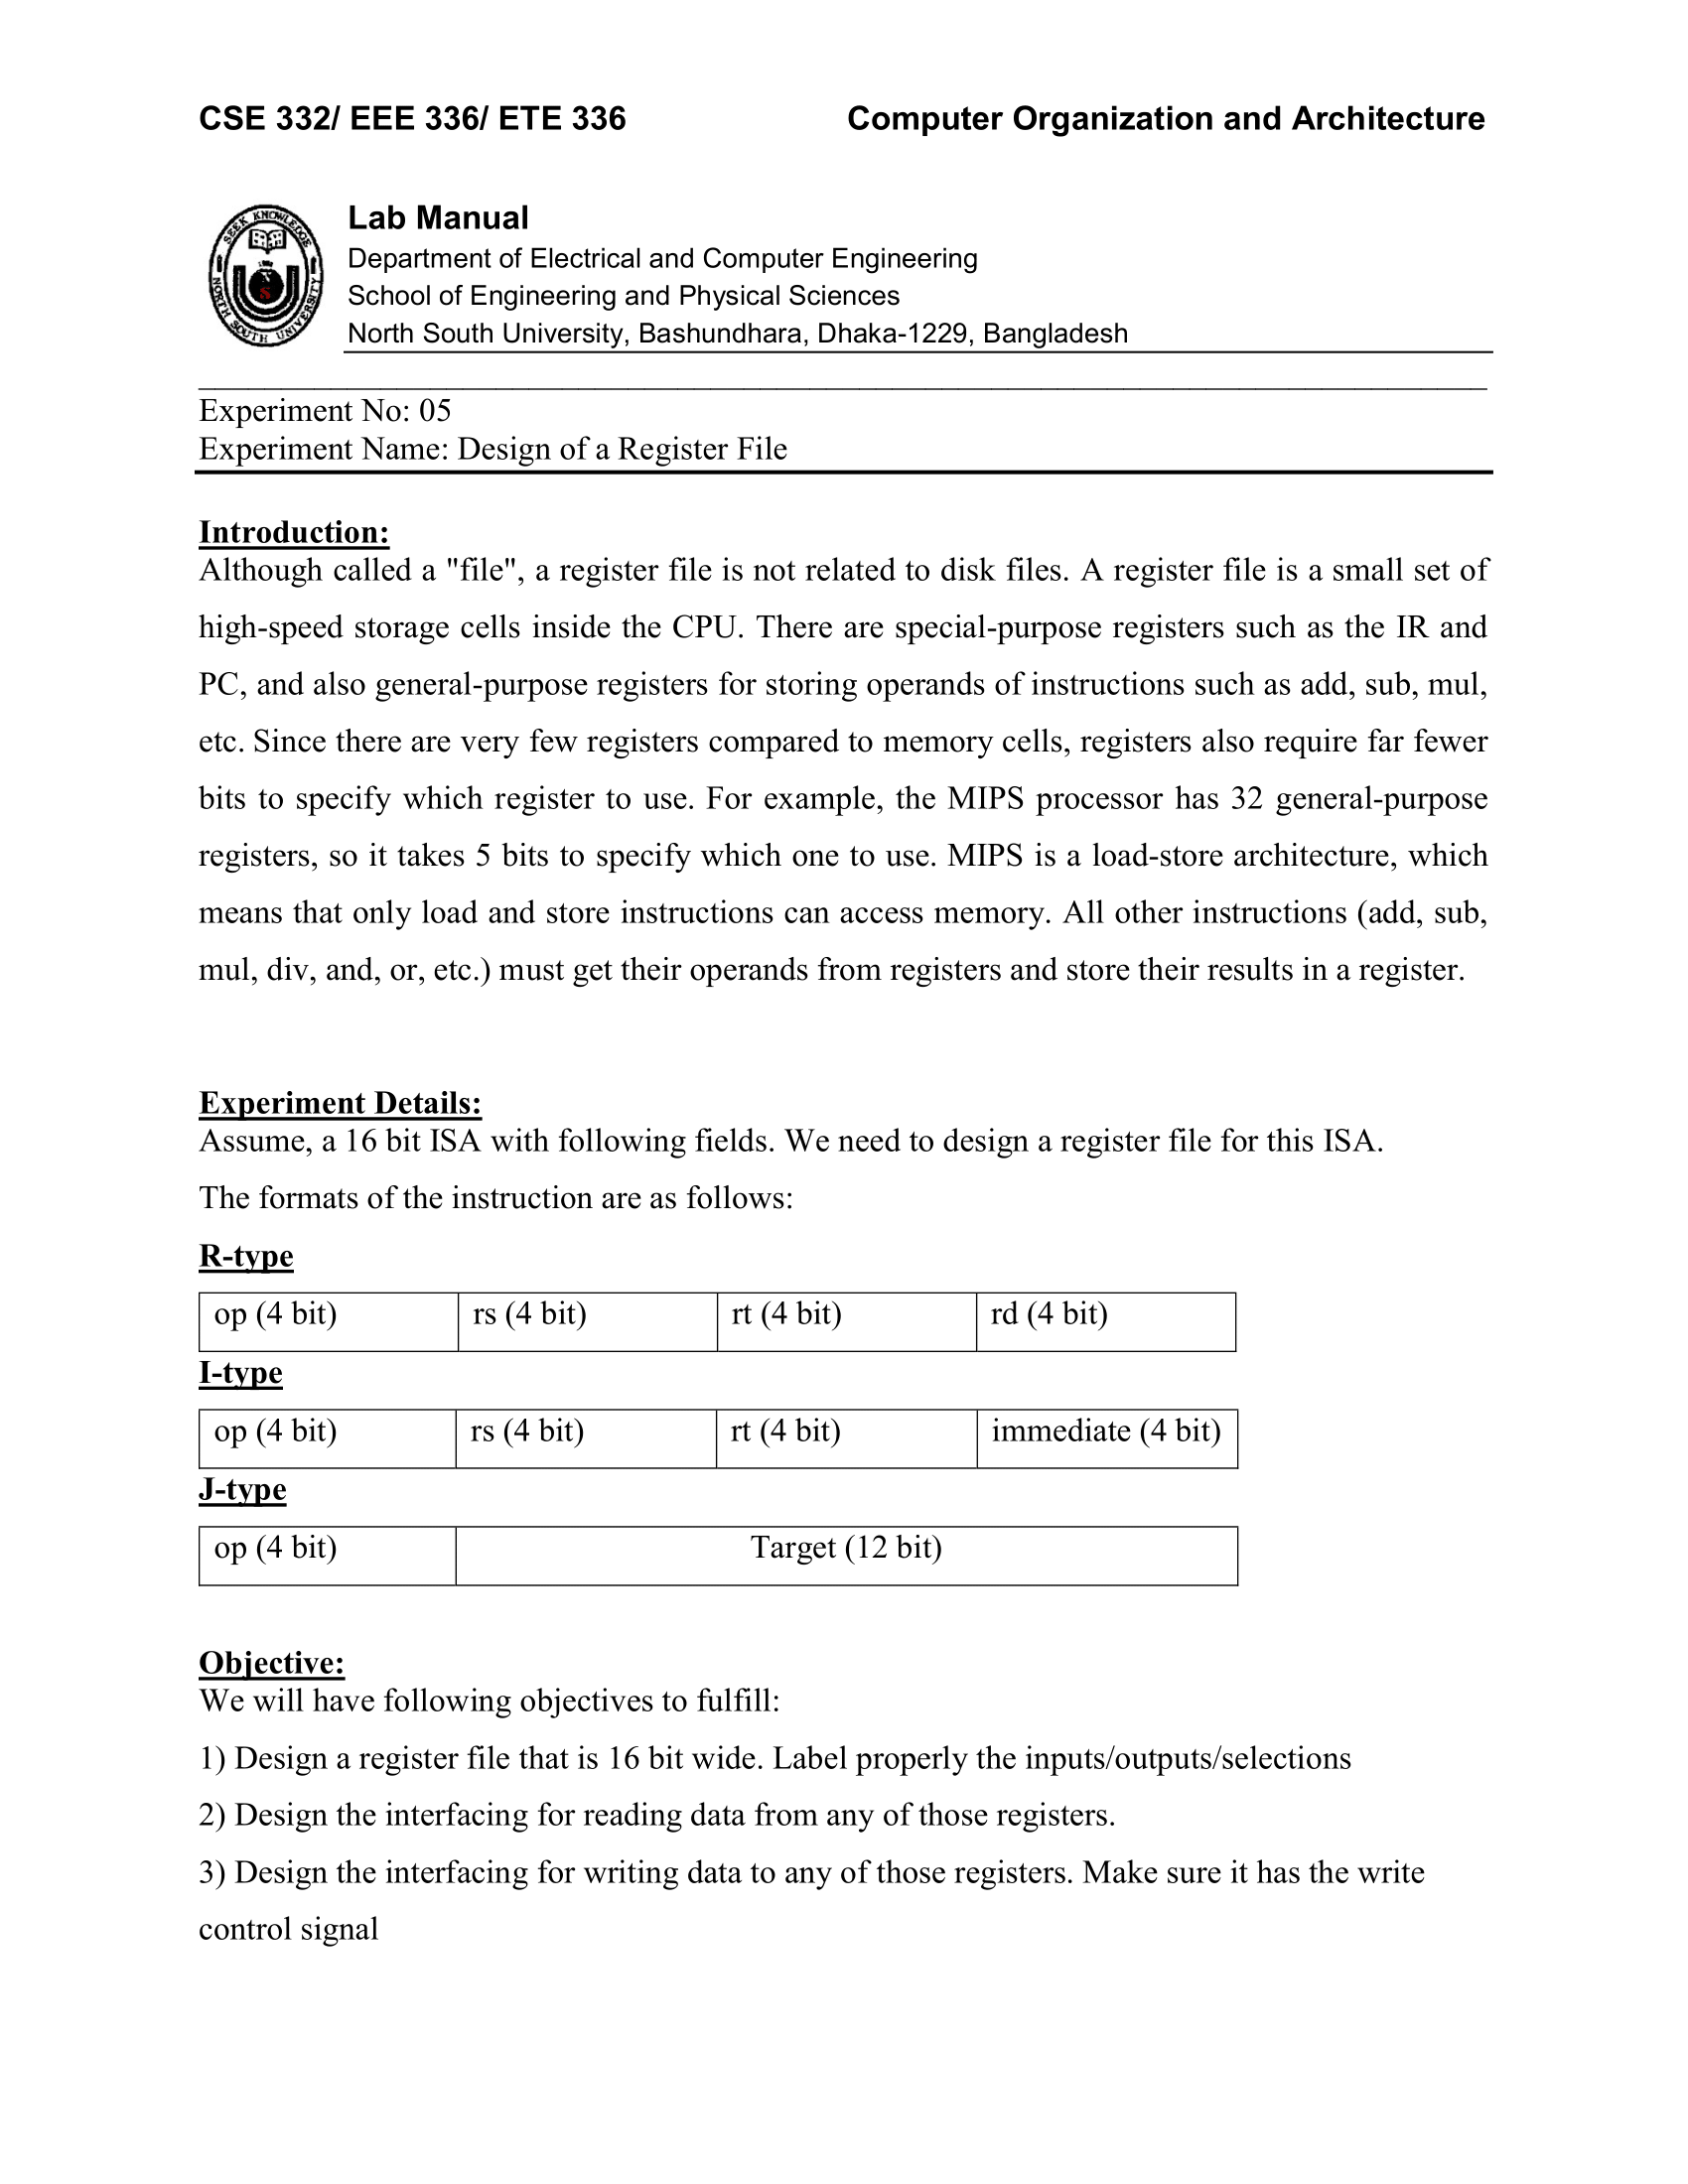 CSE 332/ EEE 336/ ETE 336 Computer Organization and Architecture
SEEK KNOWLEDGE
NORTH SOUTH UNIVERSITY
Lab Manual
Department of Electrical and Computer Engineering
School of Engineering and Physical Sciences
North South University, Bashundhara, Dhaka-1229, Bangladesh
Experiment No: 05
Experiment Name: Design of a Register File
Introduction:
Although called a "file", a register file is not related to disk files. A register file is a small set of
high-speed storage cells inside the CPU. There are special-purpose registers such as the IR and
PC, and also general-purpose registers for storing operands of instructions such as add, sub, mul,
etc. Since there are very few registers compared to memory cells, registers also require far fewer
bits to specify which register to use. For example, the MIPS processor has 32 general-purpose
registers, so it takes 5 bits to specify which one to use. MIPS is a load-store architecture, which
means that only load and store instructions can access memory. All other instructions (add, sub,
mul, div, and, or, etc.) must get their operands from registers and store their results in a register.
Experiment Details:
Assume, a 16 bit ISA with following fields. We need to design a register file for this ISA.
The formats of the instruction are as follows:
R-type
op (4 bit) rs (4 bit) rt (4 bit) rd (4 bit)
I-type
op (4 bit) rs (4 bit) rt (4 bit) immediate (4 bit)
J-type
op (4 bit) Target (12 bit)
Objective:
We will have following objectives to fulfill:
1) Design a register file that is 16 bit wide. Label properly the inputs/outputs/selections
2) Design the interfacing for reading data from any of those registers.
3) Design the interfacing for writing data to any of those registers. Make sure it has the write
control signal